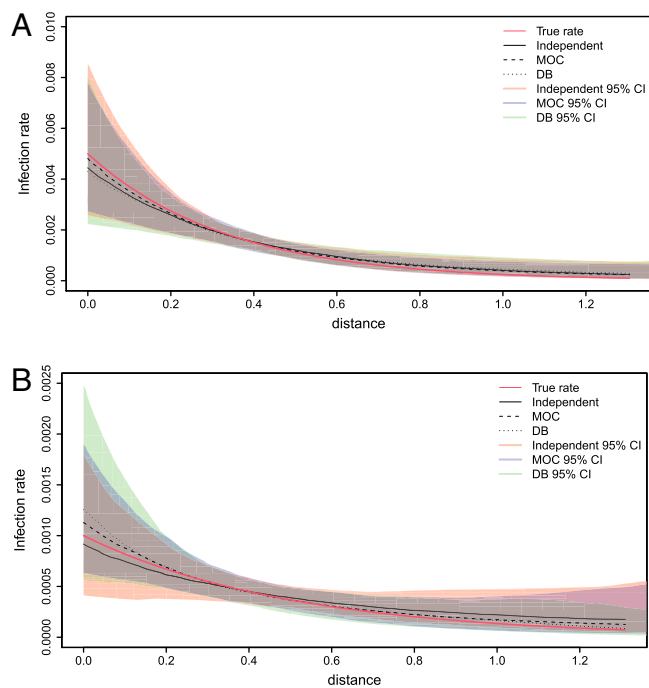 A
True rate
Independent
MOC
DB
Independent 95% CI
MOC 95% CI
DB 95% CI
Infection rate
0.010
0.008
0.006
0.004
0.002
0.000
0.0 0.2 0.4 0.6 0.8 1.0 1.2
distance
B
True rate
Independent
MOC
DB
Independent 95% CI
MOC 95% CI
DB 95% CI
Infection rate
0.0025
0.0020
0.0015
0.0010
0.0005
0.0000
0.0 0.2 0.4 0.6 0.8 1.0 1.2
distance